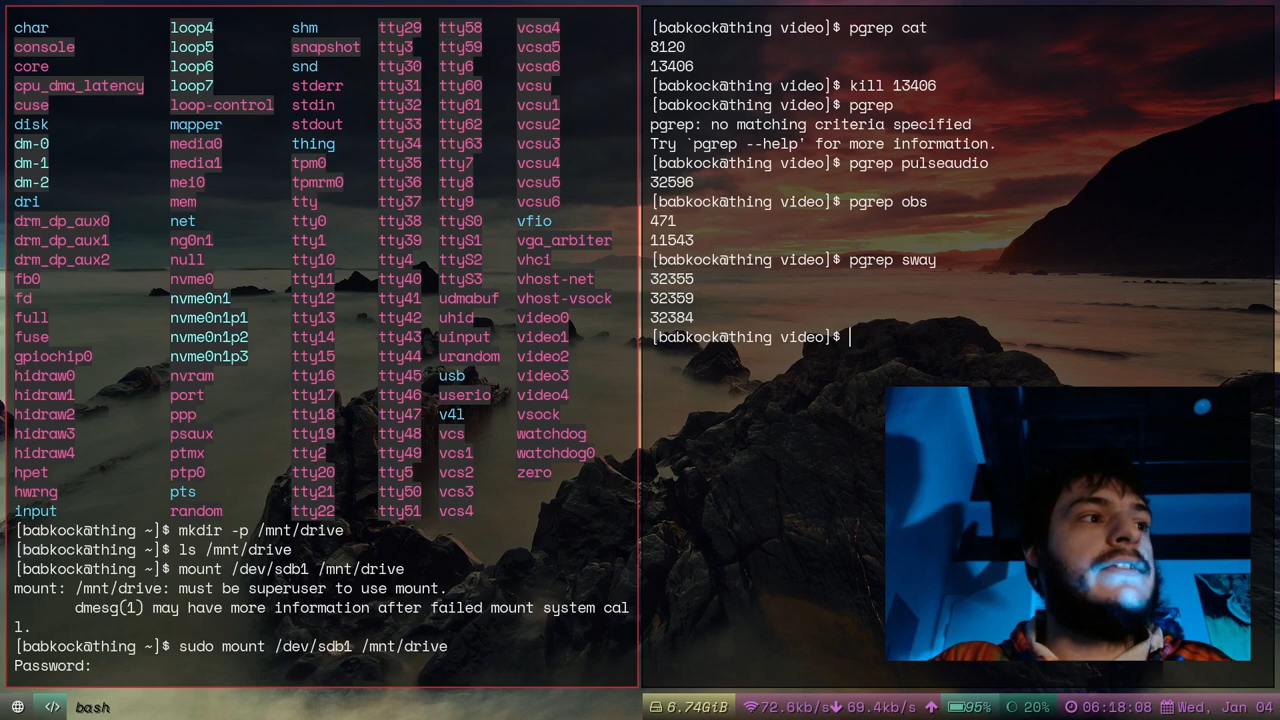 char loop4 shm tty29 tty58 vcsa4
console loop5 snapshot tty3 tty59 vcsa5
core loop6 snd tty30 tty6 vcsa6
cpu_dma_latency loop7 stderr tty31 tty60 vcsu
cuse loop-control stdin tty32 tty61 vcsu1
disk mapper stdout tty33 tty62 vcsu2
dm-0 media0 thing tty34 tty63 vcsu3
dm-1 media1 tpm0 tty35 tty7 vcsu4
dm-2 mei0 tpmrm0 tty36 tty8 vcsu5
dri mem tty tty37 tty9 vcsu6
drm_dp_aux0 net tty0 tty38 ttyS0 vfio
drm_dp_aux1 ng0n1 tty1 tty39 ttyS1 vga_arbiter
drm_dp_aux2 null tty10 tty4 ttyS2 vhci
fb0 nvme0 tty11 tty40 ttyS3 vhost-net
fd nvme0n1 tty12 tty41 udmabuf vhost-vsock
full nvme0n1p1 tty13 tty42 uhid video0
fuse nvme0n1p2 tty14 tty43 uinput video1
gpiochip0 nvme0n1p3 tty15 tty44 urandom video2
hidraw0 nvram tty16 tty45 usb video3
hidraw1 port tty17 tty46 userio video4
hidraw2 ppp tty18 tty47 v4l vsock
hidraw3 psaux tty19 tty48 vcs watchdog
hidraw4 ptmx tty2 tty49 vcs1 watchdog0
hpet ptp0 tty20 tty5 vcs2 zero
hwrng pts tty21 tty50 vcs3
input random tty22 tty51 vcs4
[babkock@thing ~]$ mkdir -p /mnt/drive
[babkock@thing ~]$ ls /mnt/drive
[babkock@thing ~]$ mount /dev/sdb1 /mnt/drive
mount: /mnt/drive: must be superuser to use mount.
dmesg(1) may have more information after failed mount system cal
l.
[babkock@thing ~]$ sudo mount /dev/sdb1 /mnt/drive
Password:
[babkock@thing video]$ pgrep cat
8120
13406
[babkock@thing video]$ kill 13406
[babkock@thing video]$ pgrep
pgrep: no matching criteria specified
Try `pgrep --help' for more information.
[babkock@thing video]$ pgrep pulseaudio
32596
[babkock@thing video]$ pgrep obs
471
11543
[babkock@thing video]$ pgrep sway
32355
32359
32384
[babkock@thing video]$
</> bash 6.74GiB 72.6kb/s 69.4kb/s 95% 20% 06:18:08 Wed, Jan 04